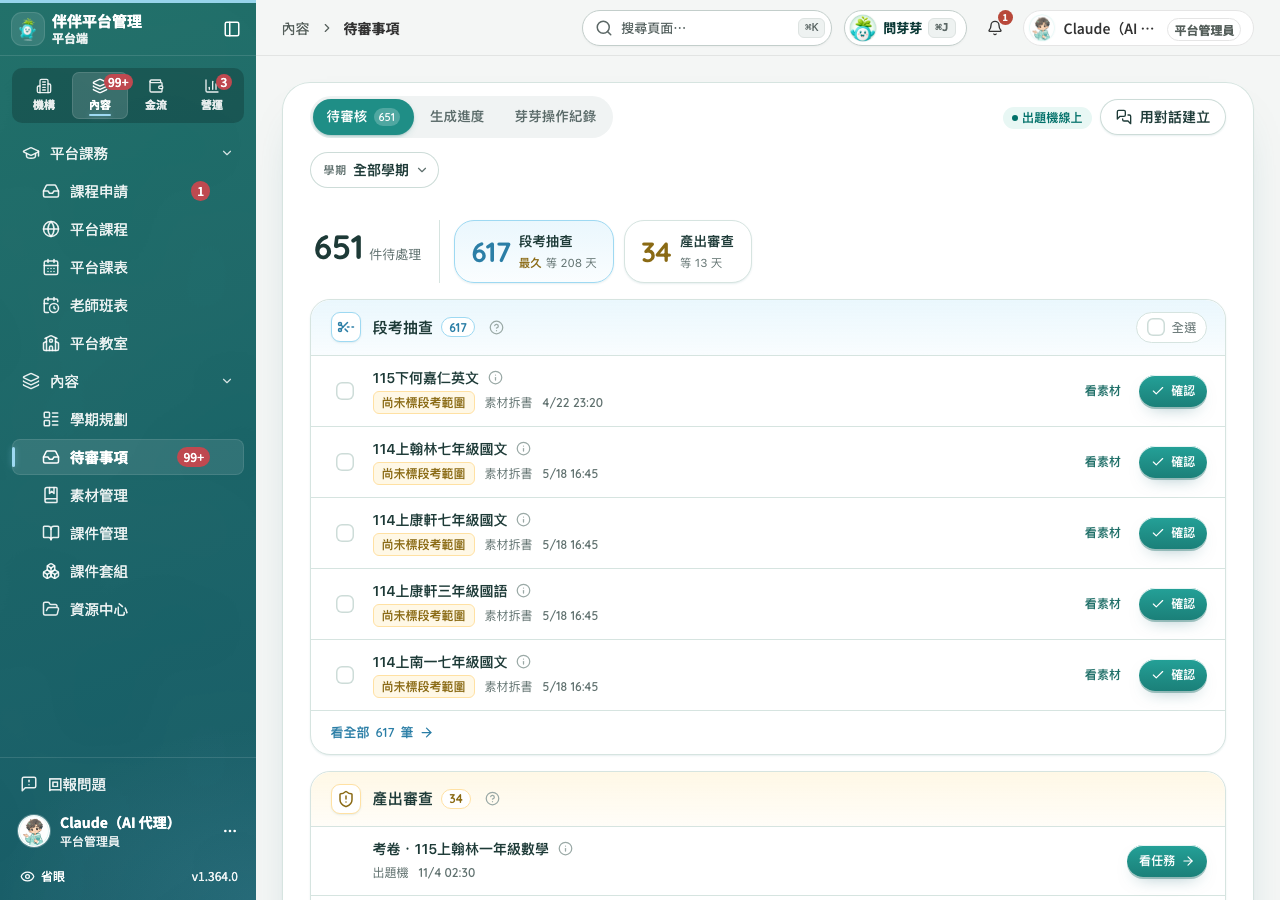 伴伴平台管理
平台端
機構
內容
99+
金流
營運
3
平台課務
課程申請
1
平台課程
平台課表
老師班表
平台教室
內容
學期規劃
待審事項
99+
素材管理
課件管理
課件套組
資源中心
回報問題
Claude（AI 代理）
平台管理員
省眼
v1.364.0
內容
待審事項
搜尋頁面…
⌘K
問芽芽
⌘J
1
Claude（AI …
平台管理員
待審核 651
生成進度
芽芽操作紀錄
出題機線上
用對話建立
學期 全部學期
651 件待處理
617
段考抽查
最久 等 208 天
34
產出審查
等 13 天
段考抽查 617
全選
115下何嘉仁英文
尚未標段考範圍 素材拆書 4/22 23:20
看素材
確認
114上翰林七年級國文
尚未標段考範圍 素材拆書 5/18 16:45
看素材
確認
114上康軒七年級國文
尚未標段考範圍 素材拆書 5/18 16:45
看素材
確認
114上康軒三年級國語
尚未標段考範圍 素材拆書 5/18 16:45
看素材
確認
114上南一七年級國文
尚未標段考範圍 素材拆書 5/18 16:45
看素材
確認
看全部 617 筆 →
產出審查 34
考卷 · 115上翰林一年級數學
出題機 11/4 02:30
看任務 →